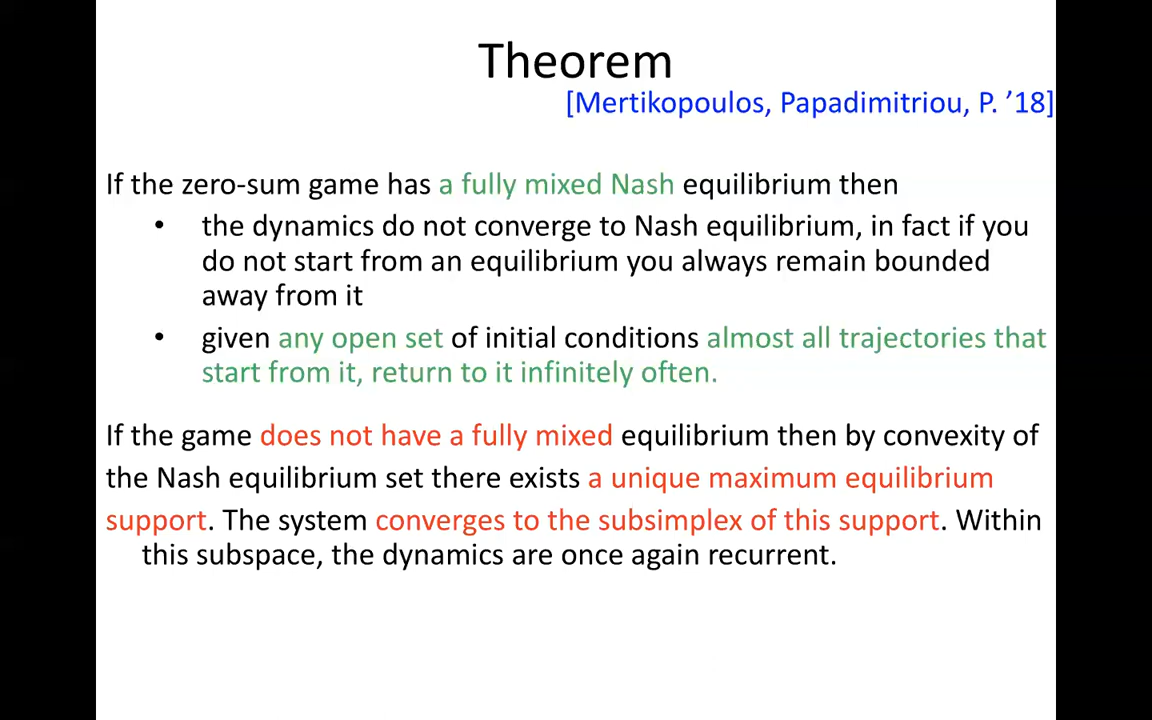 Theorem
[Mertikopoulos, Papadimitriou, P. ’18]
If the zero-sum game has a fully mixed Nash equilibrium then
• the dynamics do not converge to Nash equilibrium, in fact if you
do not start from an equilibrium you always remain bounded
away from it
• given any open set of initial conditions almost all trajectories that
start from it, return to it infinitely often.
If the game does not have a fully mixed equilibrium then by convexity of
the Nash equilibrium set there exists a unique maximum equilibrium
support. The system converges to the subsimplex of this support. Within
this subspace, the dynamics are once again recurrent.